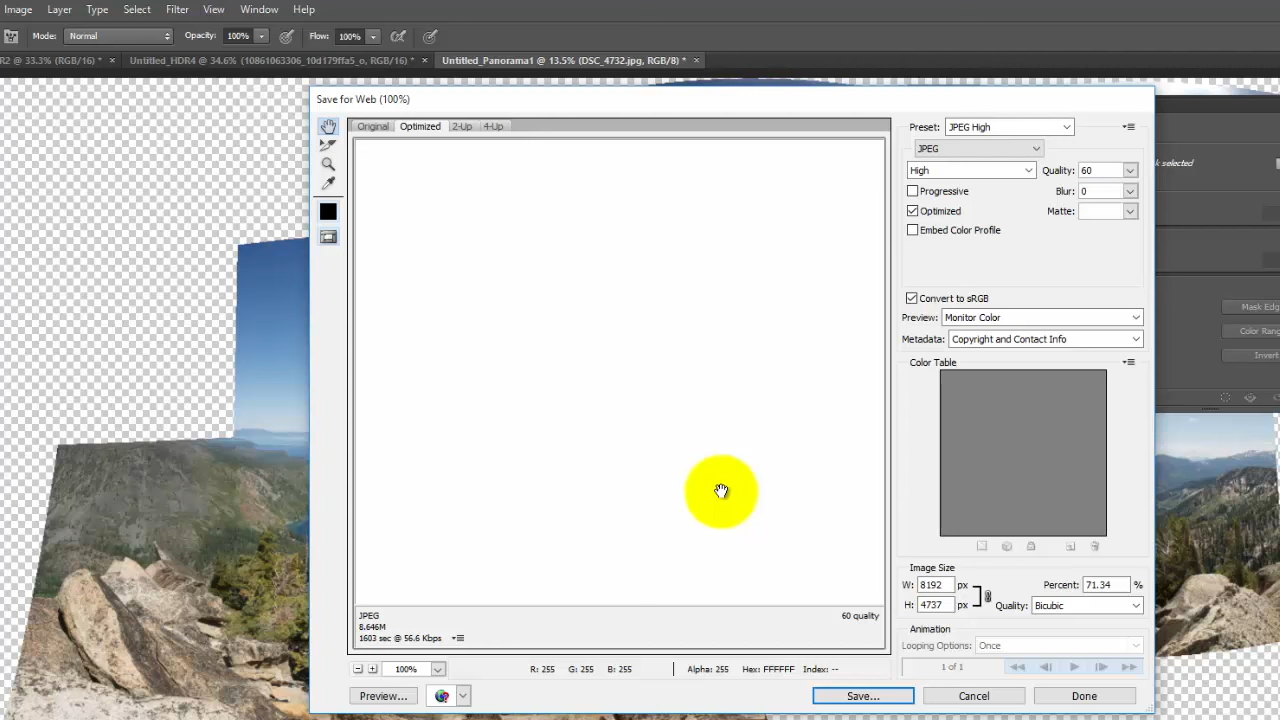 Image Layer Type Select Filter View Window Help
Mode: Normal Opacity: 100% Flow: 100%
R2 @ 33.3% (RGB/16) * × Untitled_HDR4 @ 34.6% (10861063306_10d179ffa5_o, RGB/16) * × Untitled_Panorama1 @ 13.5% (DSC_4732.jpg, RGB/8) * ×
Save for Web (100%)
Original Optimized 2-Up 4-Up
Preset: JPEG High
JPEG
High Quality: 60
Progressive Blur: 0
Optimized Matte:
Embed Color Profile
Convert to sRGB
Preview: Monitor Color
Metadata: Copyright and Contact Info
Color Table
Image Size
W: 8192 px Percent: 71.34 %
H: 4737 px Quality: Bicubic
Animation
Looping Options: Once
1 of 1
JPEG 60 quality
8.646M
1603 sec @ 56.6 Kbps
100% R: 255 G: 255 B: 255 Alpha: 255 Hex: FFFFFF Index: --
Preview... Save... Cancel Done
k selected
Mask Edg
Color Rang
Invert